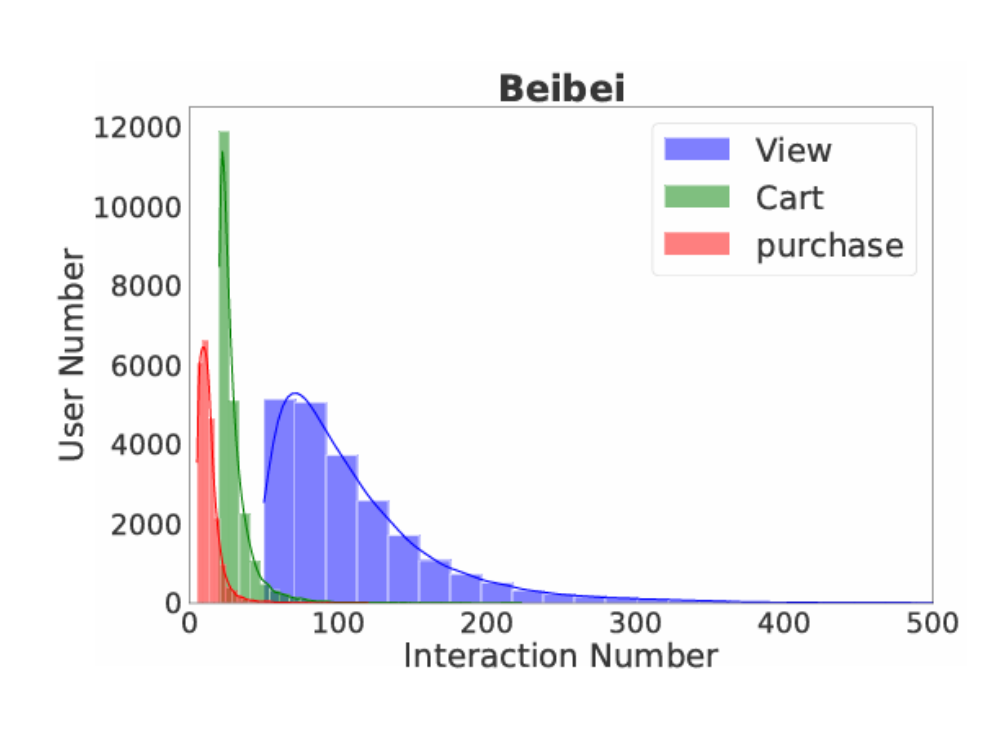 Beibei
12000
10000
8000
6000
4000
2000
0
User Number
View
Cart
purchase
0 100 200 300 400 500
Interaction Number